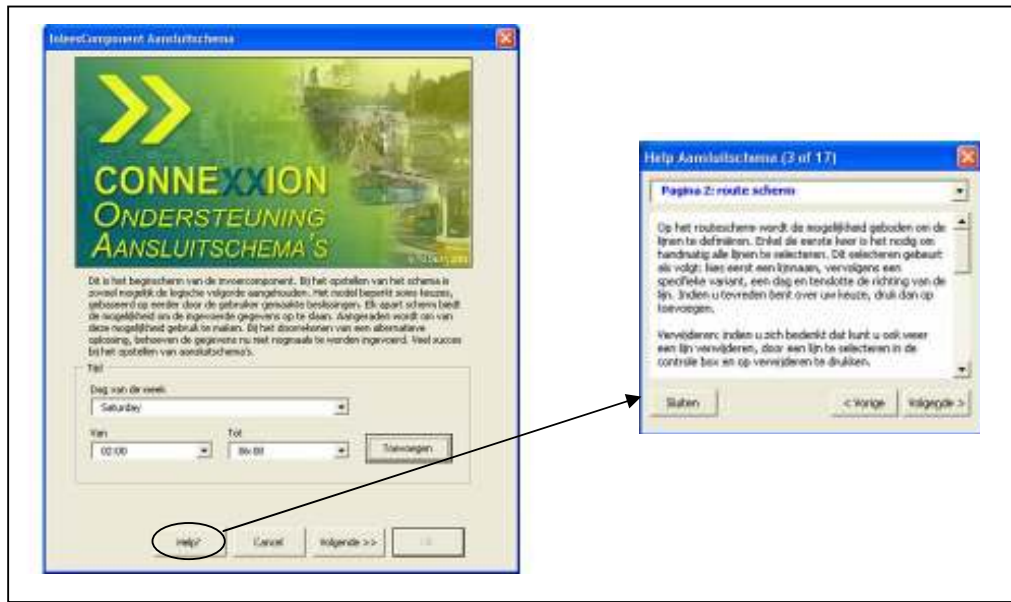 InleesComponent Aansluitschema
CONNEXXION
ONDERSTEUNING
AANSLUITSCHEMA'S
Dit is het beginscherm van de invoercomponent. Bij het opstellen van het schema is
zoveel mogelijk de logische volgorde aangehouden. Het model beperkt soms keuzes,
gebaseerd op eerder door de gebruiker gemaakte beslissingen. Elk apart scherm biedt
de mogelijkheid om de ingevoerde gegevens op te slaan. Aangeraden wordt om van
deze mogelijkheid gebruik te maken. Bij het doorrekenen van een alternatieve
oplossing, behoeven de gegevens nu niet nogmaals te worden ingevoerd. Veel succes
bij het opstellen van aansluitschema's.
Tijd
Dag van de week
Saturday
Van Tot
02:00 06:00 Toevoegen
Help? Cancel Volgende >>
Help Aansluitschema (3 of 17)
Pagina 2: route scherm
Op het routescherm wordt de mogelijkheid geboden om de
lijnen te definiëren. Enkel de eerste keer is het nodig om
handmatig alle lijnen te selecteren. Dit selecteren gebeurt
als volgt: kies eerst een lijnnaam, vervolgens een
specifieke variant, een dag en tenslotte de richting van de
lijn. Indien u tevreden bent over uw keuze, druk dan op
toevoegen.
Verwijderen: indien u zich bedenkt dat kunt u ook weer
een lijn verwijderen, door een lijn te selecteren in de
controle box en op verwijderen te drukken.
Sluiten < Vorige Volgende >